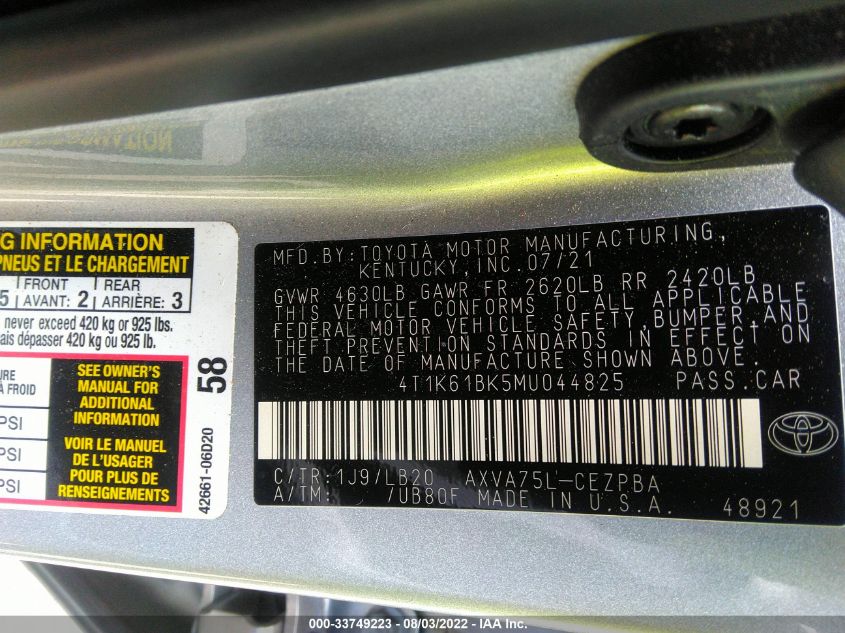 NG INFORMATION
PNEUS ET LE CHARGEMENT
5 FRONT REAR
AVANT: 2 ARRIÈRE: 3
never exceed 420 kg or 925 lbs.
ais dépasser 420 kg ou 925 lb.
URE
À FROID
PSI
PSI
PSI
SEE OWNER'S
MANUAL FOR
ADDITIONAL
INFORMATION
VOIR LE MANUEL
DE L'USAGER
POUR PLUS DE
RENSEIGNEMENTS
58
42661-06D20
MFD.BY:TOYOTA MOTOR MANUFACTURING,
KENTUCKY,INC.07/21
GVWR 4630LB GAWR FR 2620LB RR 2420LB
THIS VEHICLE CONFORMS TO ALL APPLICABLE
FEDERAL MOTOR VEHICLE SAFETY,BUMPER,AND
THEFT PREVENTION STANDARDS IN EFFECT ON
THE DATE OF MANUFACTURE SHOWN ABOVE.
4T1K61BK5MU044825 PASS.CAR
C/TR:1J9/LB20 AXVA75L-CEZPBA
A/TM: /UB80F MADE IN U.S.A.
48921
000-33749223 - 08/03/2022 - IAA Inc.